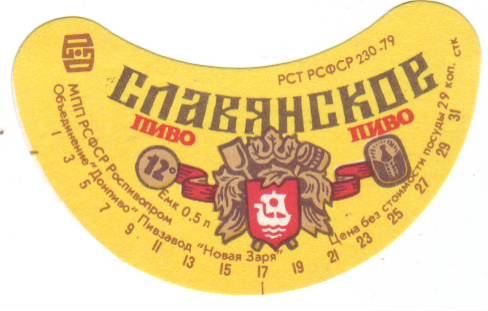 РСТ РСФСР 230-79
СЛАВЯНСКОЕ
ПИВО
ПИВО
12°
Емк 0.5 л
МПП РСФСР Роспивопром
Объединение "Донпиво" Пивзавод "Новая Заря"
Цена без стоимости посуды 29 коп. стк
1 3 5 7 9 11 13 15 17 19 21 23 25 27 29 31